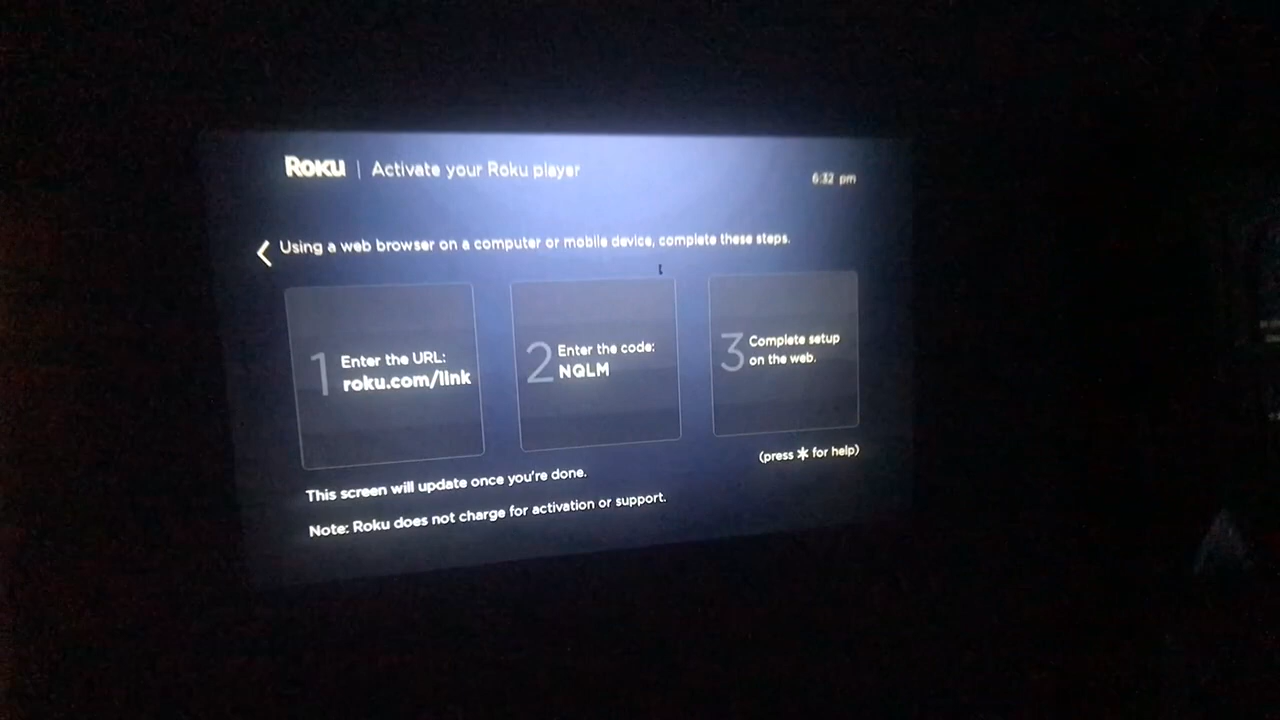 Roku | Activate your Roku player
6:32 pm
Using a web browser on a computer or mobile device, complete these steps.
1 Enter the URL:
roku.com/link
2 Enter the code:
NQLM
3 Complete setup
on the web.
(press * for help)
This screen will update once you're done.
Note: Roku does not charge for activation or support.